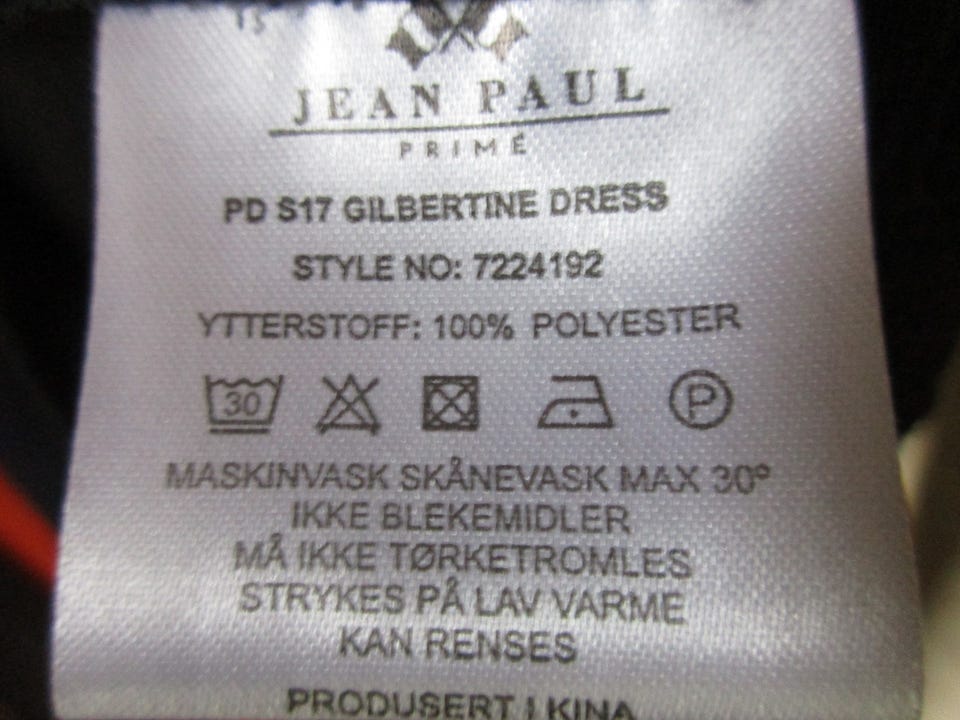 JEAN PAUL
PRIMÉ
PD S17 GILBERTINE DRESS
STYLE NO: 7224192
YTTERSTOFF: 100% POLYESTER
30 P
MASKINVASK SKÅNEVASK MAX 30°
IKKE BLEKEMIDLER
MÅ IKKE TØRKETROMLES
STRYKES PÅ LAV VARME
KAN RENSES
PRODUSERT I KINA